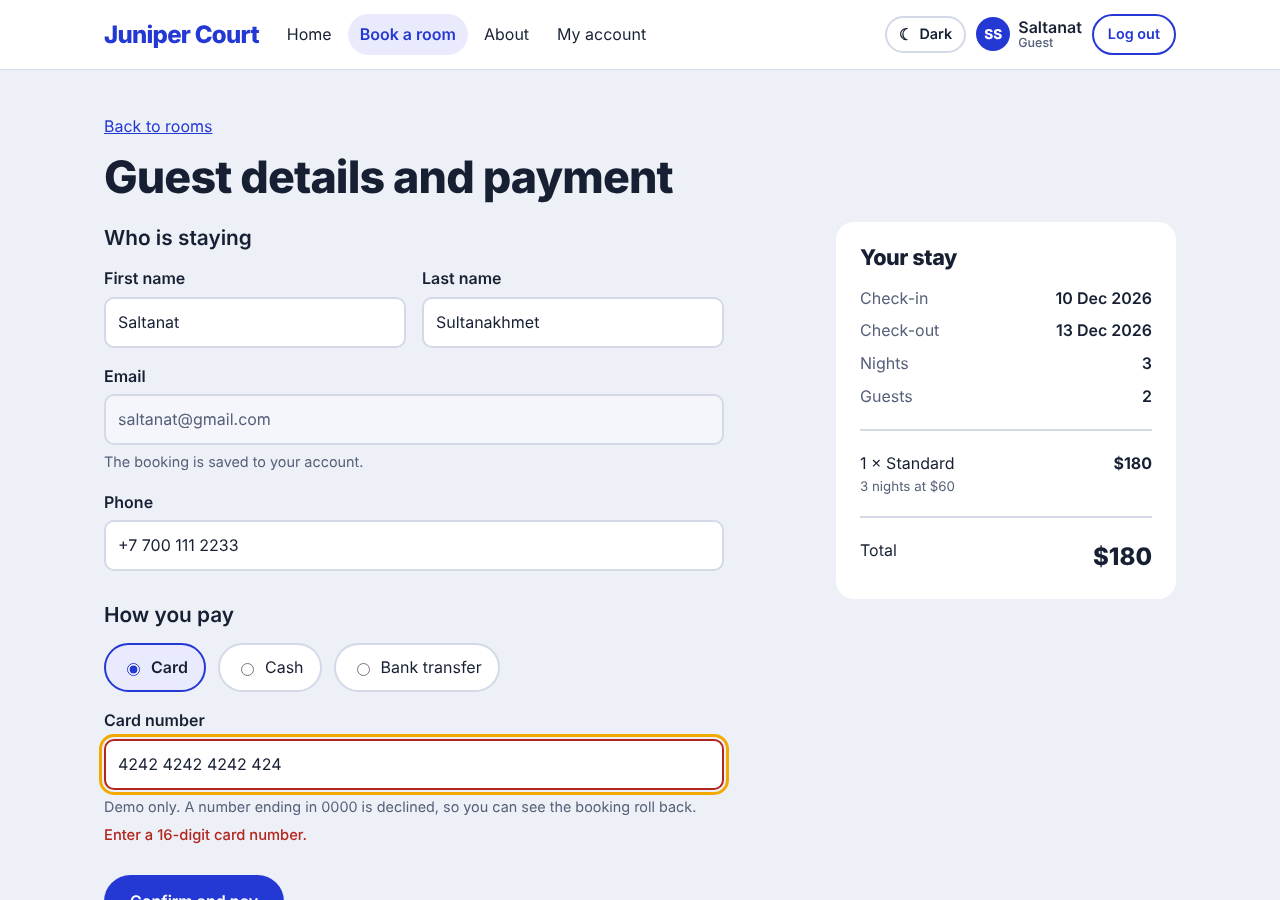 Juniper Court
Home
Book a room
About
My account
Dark
SS
Saltanat
Guest
Log out
Back to rooms
Guest details and payment
Who is staying
First name
Last name
Saltanat
Sultanakhmet
Email
saltanat@gmail.com
The booking is saved to your account.
Phone
+7 700 111 2233
How you pay
Card
Cash
Bank transfer
Card number
4242 4242 4242 424
Demo only. A number ending in 0000 is declined, so you can see the booking roll back.
Enter a 16-digit card number.
Confirm and pay
Your stay
Check-in 10 Dec 2026
Check-out 13 Dec 2026
Nights 3
Guests 2
1 × Standard $180
3 nights at $60
Total $180